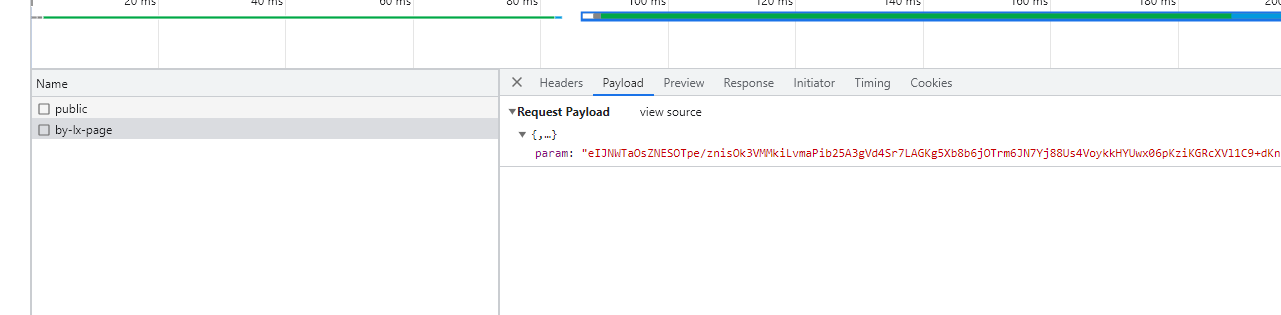 20 ms 40 ms 60 ms 80 ms 100 ms 120 ms 140 ms 160 ms 180 ms 200
Name
Headers Payload Preview Response Initiator Timing Cookies
public
Request Payload view source
by-lx-page
{,…}
param: "eIJNWTaOsZNESOTpe/znisOk3VMMkiLvmaPib25A3gVd4Sr7LAGKg5Xb8b6jOTrm6JN7Yj88Us4VoykkHYUwx06pKziKGRcXVl1C9+dKn